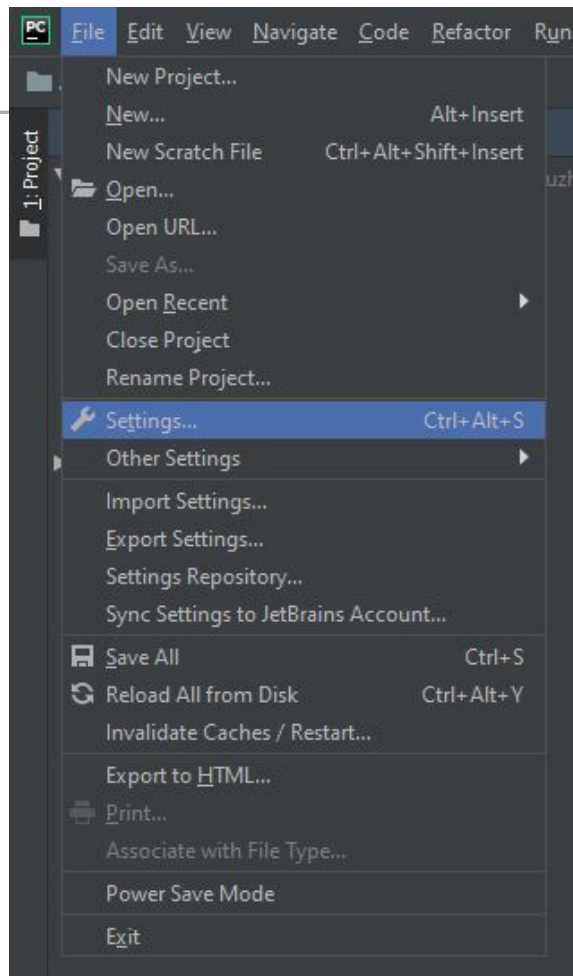 PC File Edit View Navigate Code Refactor Run
New Project...
New... Alt+Insert
1: Project
New Scratch File Ctrl+Alt+Shift+Insert
Open...
Open URL...
Save As...
Open Recent
Close Project
Rename Project...
Settings... Ctrl+Alt+S
Other Settings
Import Settings...
Export Settings...
Settings Repository...
Sync Settings to JetBrains Account...
Save All Ctrl+S
Reload All from Disk Ctrl+Alt+Y
Invalidate Caches / Restart...
Export to HTML...
Print...
Associate with File Type...
Power Save Mode
Exit